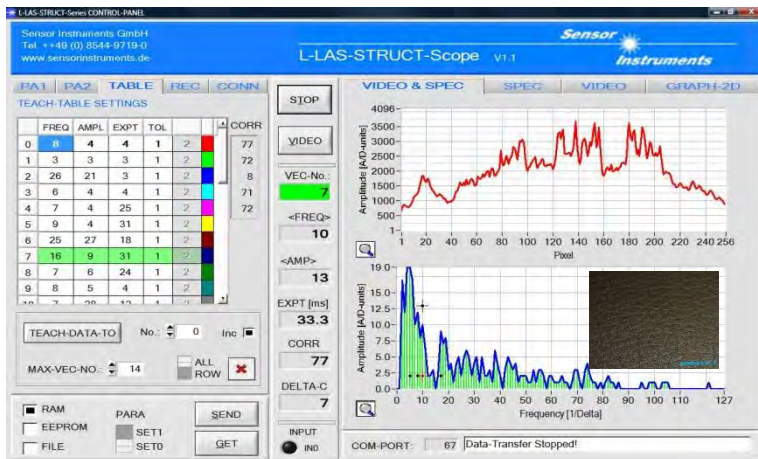 L-LAS-STRUCT-Series CONTROL-PANEL
Sensor Instruments GmbH
Tel. ++49 (0) 8544-9719-0
www.sensorinstruments.de
L-LAS-STRUCT-Scope V1.1
Sensor Instruments
PA1 PA2 TABLE REC CONN
TEACH-TABLE SETTINGS
FREQ AMPL EXPT TOL CORR
0 8 4 4 1 2 77
1 3 3 3 1 2 72
2 26 21 3 1 2 8
3 6 4 4 1 2 71
4 7 4 25 1 2 72
5 9 4 31 1 2
6 25 27 18 1 2
7 16 9 31 1 2
8 7 6 24 1 2
9 8 5 4 1 2
TEACH-DATA-TO No.: 0 Inc
MAX-VEC-NO.: 14 ALL ROW
RAM
EEPROM
FILE
PARA
SET1
SET0
SEND
GET
STOP
VIDEO
VEC-No.:
7
<FREQ>
10
<AMP>
13
EXPT [ms]
33.3
CORR
77
DELTA-C
7
INPUT
IN0
VIDEO & SPEC SPEC VIDEO GRAPH-2D
Amplitude [A/D-units]
4096
3500
3000
2500
2000
1500
1000
500
1
1 20 40 60 80 100 120 140 160 180 200 220 240 256
Pixel
Amplitude [A/D-units]
19.0
15.0
12.5
10.0
7.5
5.0
2.5
0.0
0 10 20 30 40 50 60 70 80 90 100 110 127
Frequency [1/Delta]
COM-PORT: 67 Data-Transfer Stopped!